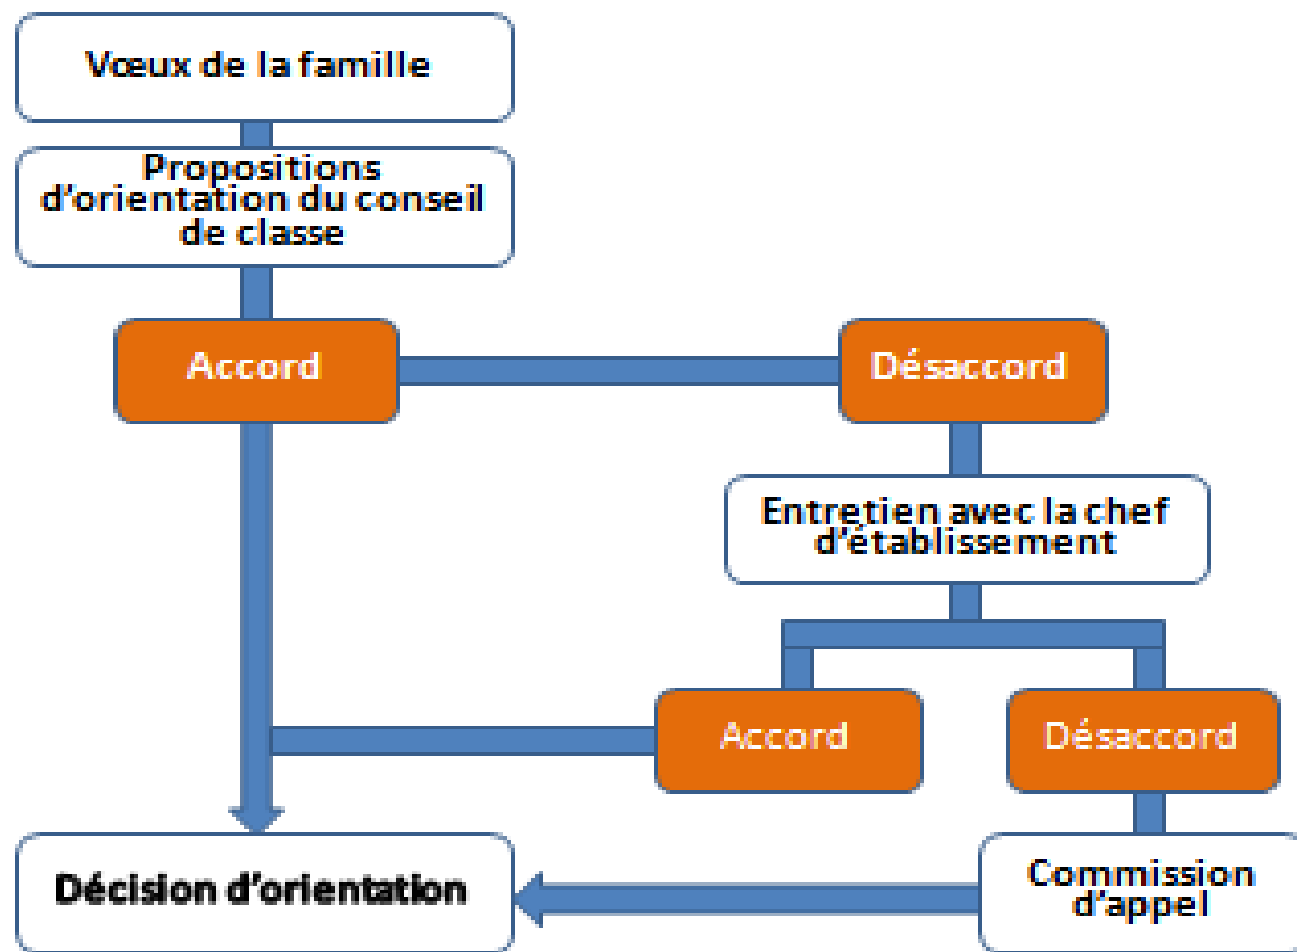 Vœux de la famille
Propositions
d'orientation du conseil
de classe
Accord
Désaccord
Entretien avec la chef
d'établissement
Accord
Désaccord
Décision d'orientation
Commission
d'appel